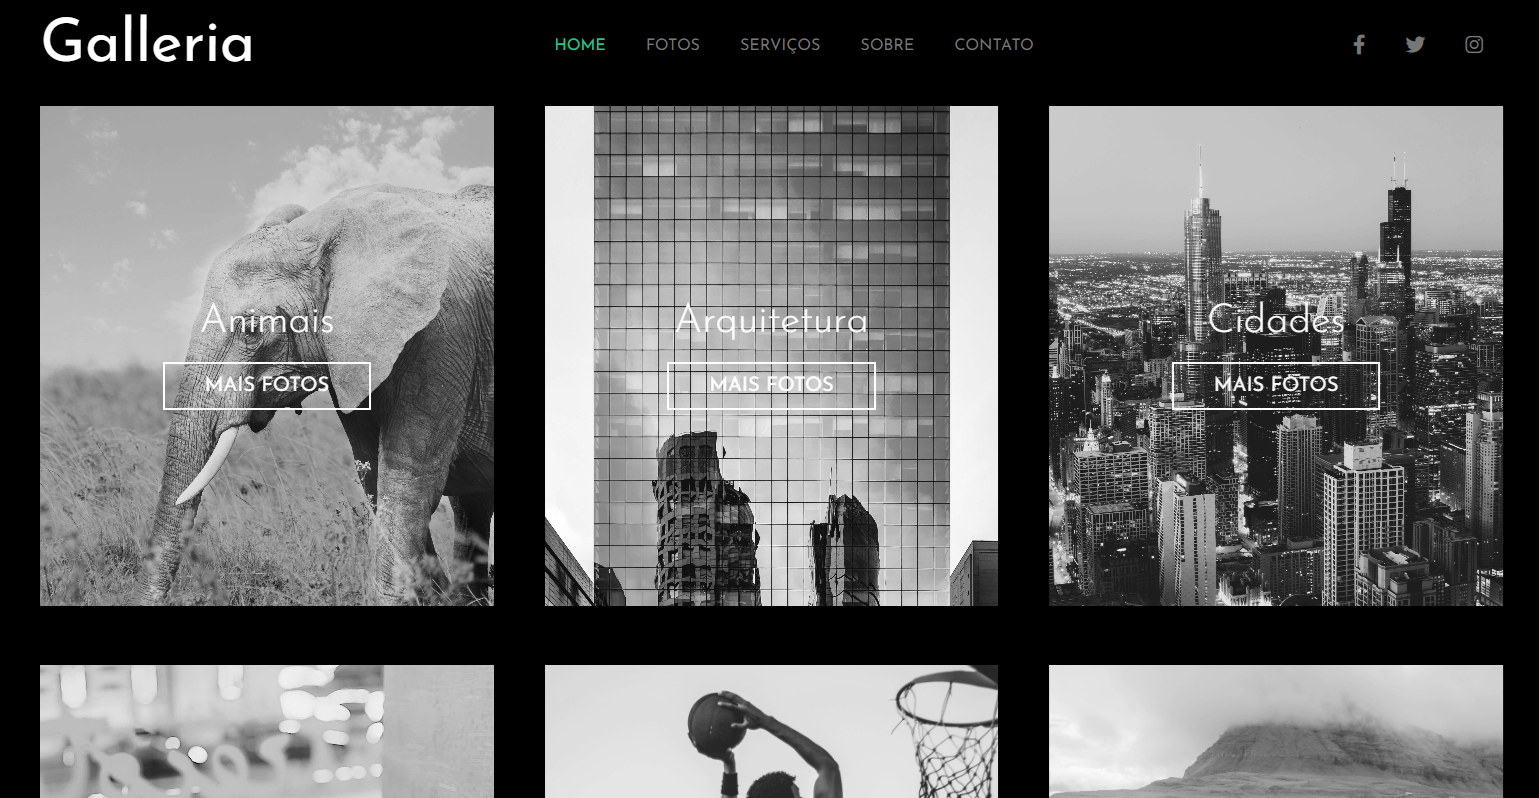 Galleria
HOME FOTOS SERVIÇOS SOBRE CONTATO
Animais
MAIS FOTOS
Arquitetura
MAIS FOTOS
Cidades
MAIS FOTOS